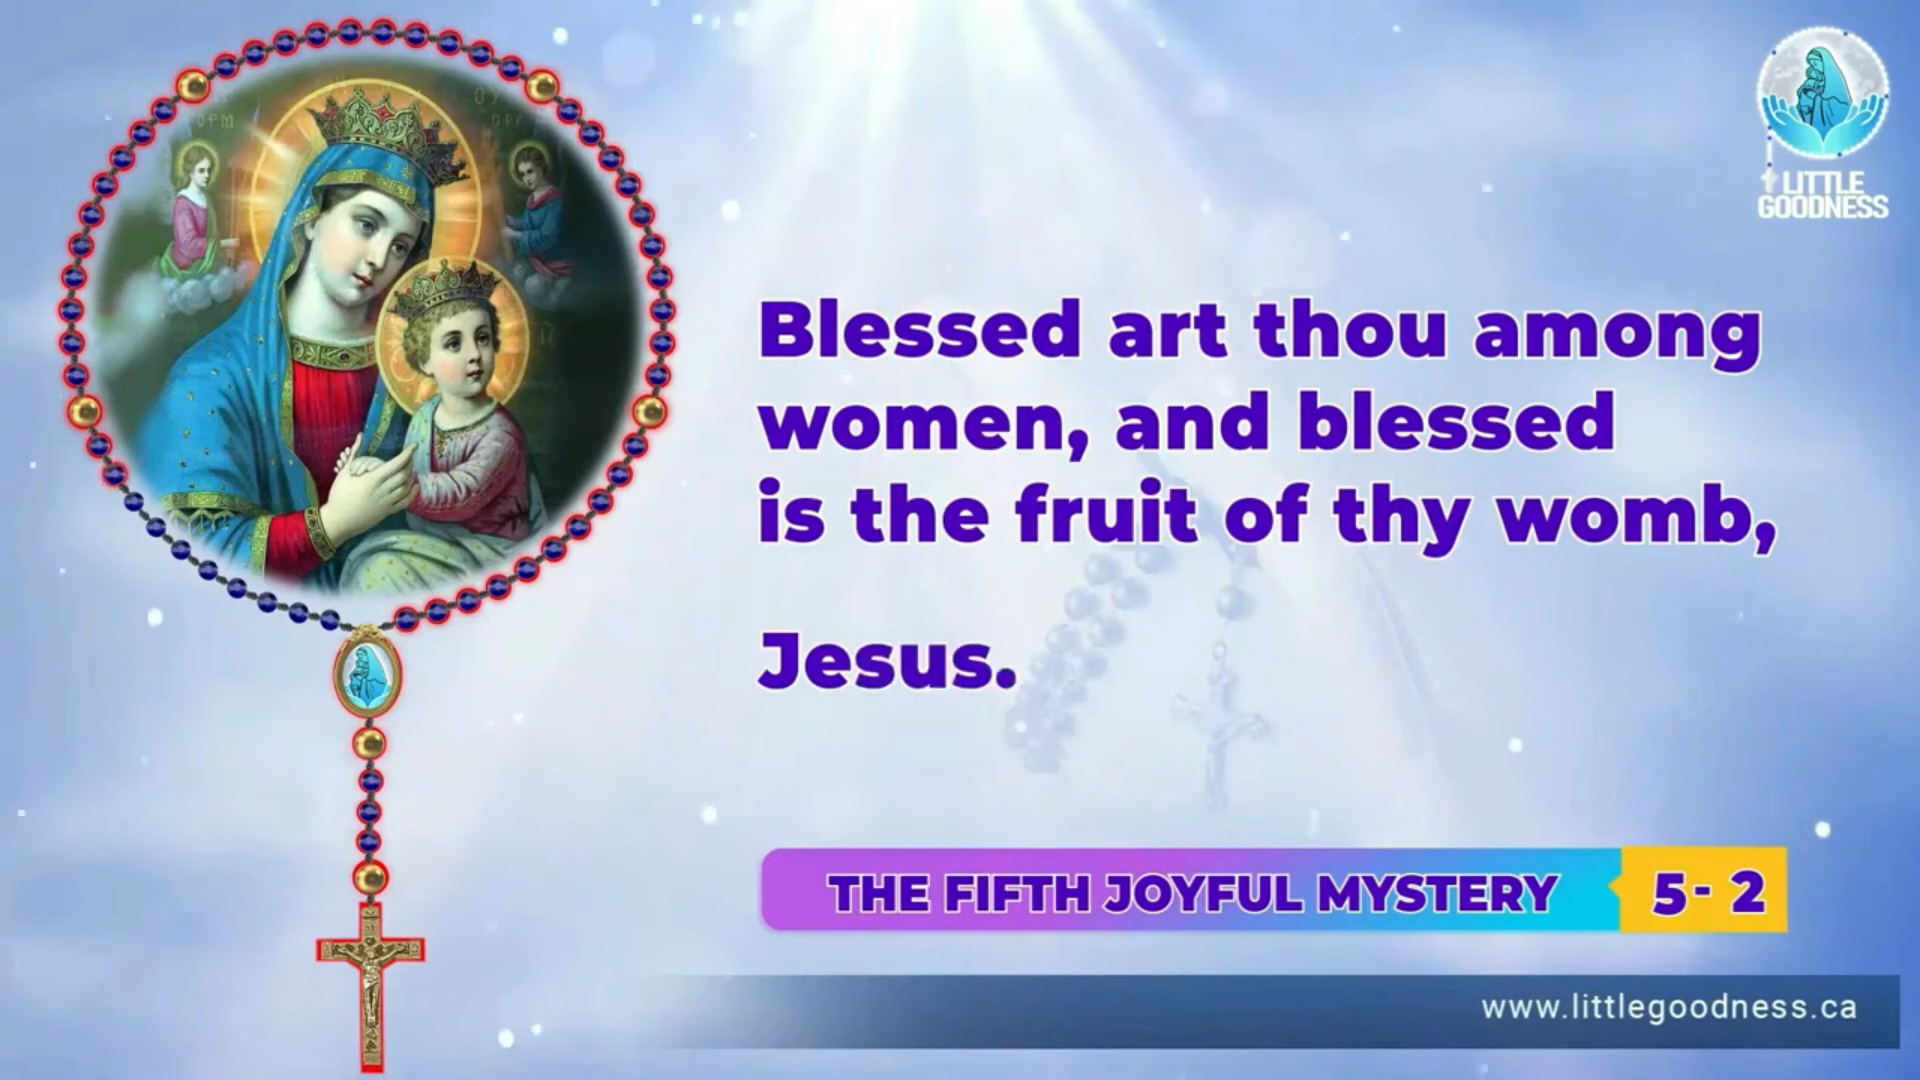 LITTLE
GOODNESS
Blessed art thou among
women, and blessed
is the fruit of thy womb,
Jesus.
THE FIFTH JOYFUL MYSTERY
5- 2
www.littlegoodness.ca